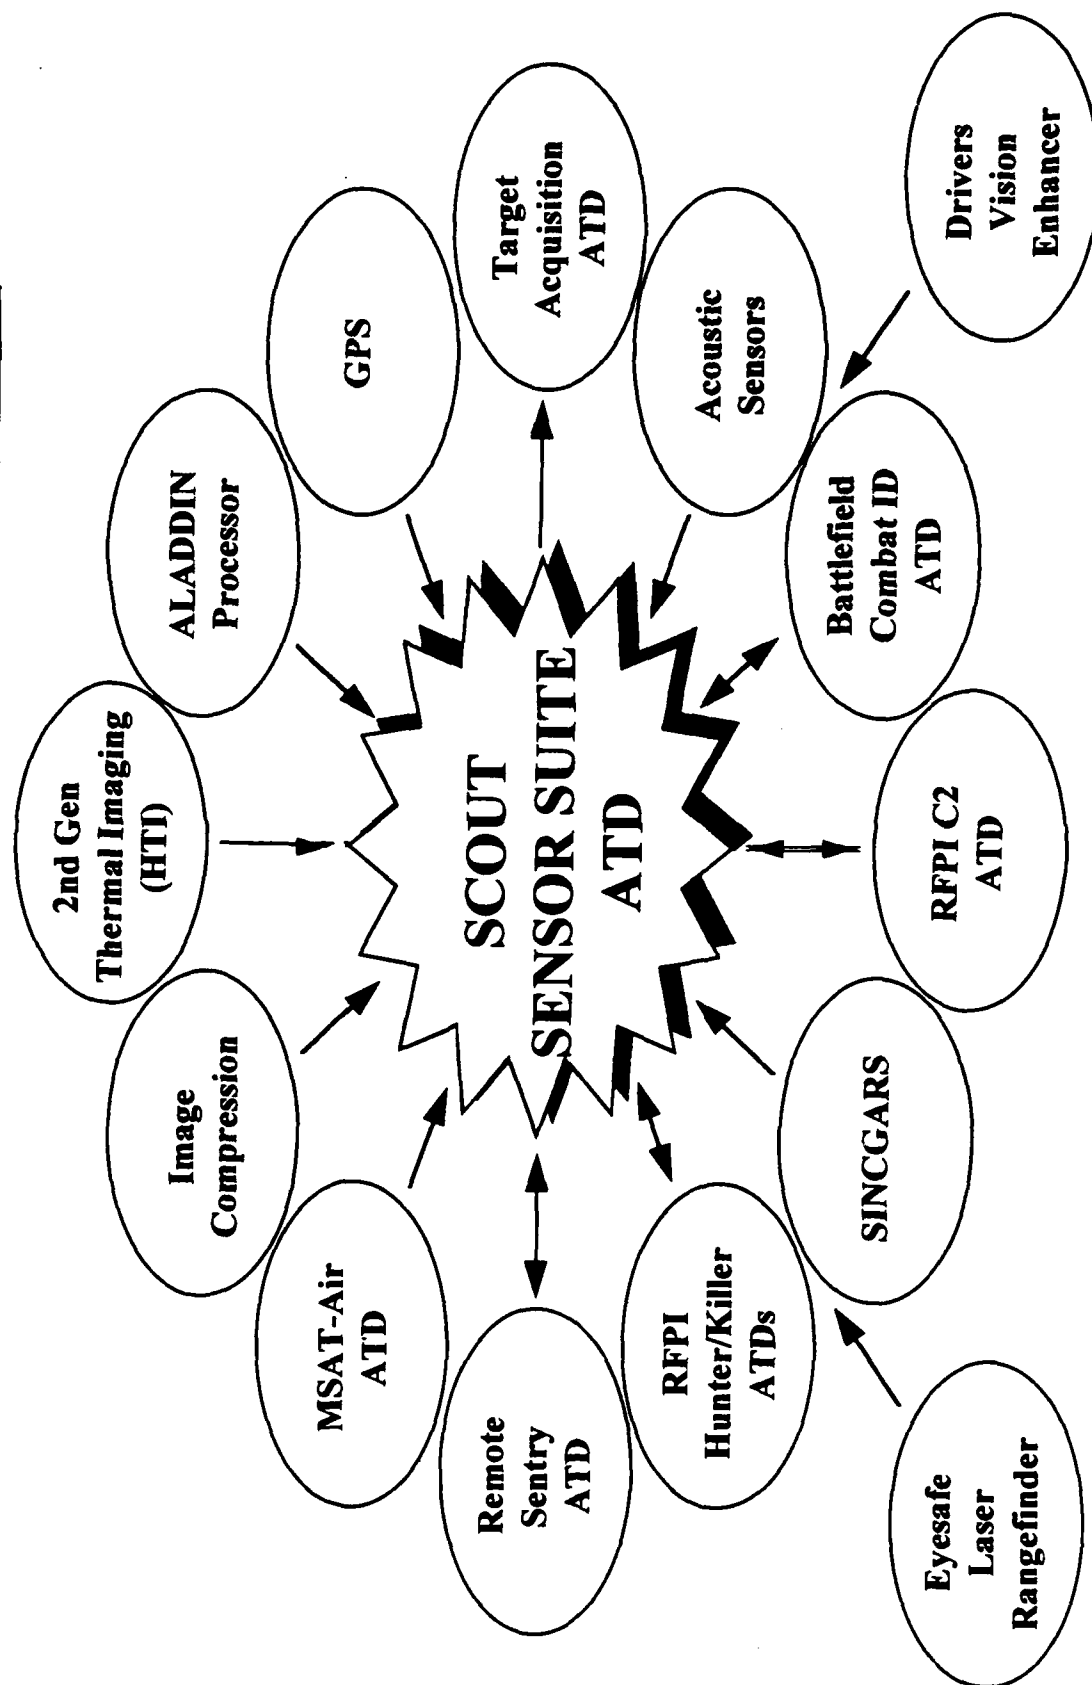 2nd Gen
Thermal Imaging
(HTI)
Image
Compression
ALADDIN
Processor
MSAT-Air
ATD
GPS
Remote
Sentry
ATD
SCOUT
SENSOR SUITE
ATD
Target
Acquisition
ATD
RFPI
Hunter/Killer
ATDs
Acoustic
Sensors
SINCGARS
Battlefield
Combat ID
ATD
RFPI C2
ATD
Eyesafe
Laser
Rangefinder
Drivers
Vision
Enhancer